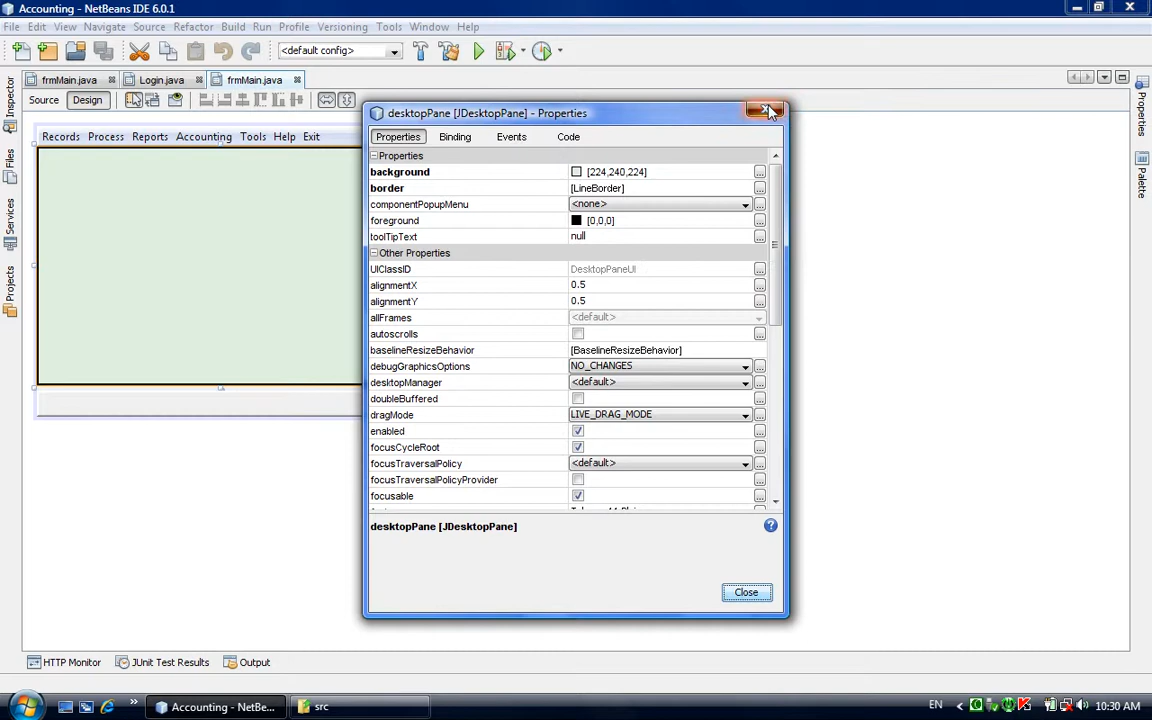 Accounting - NetBeans IDE 6.0.1
File Edit View Navigate Source Refactor Build Run Profile Versioning Tools Window Help
<default config>
frmMain.java Login.java frmMain.java
Source Design
Records Process Reports Accounting Tools Help Exit
desktopPane [JDesktopPane] - Properties
Properties Binding Events Code
Properties
background [224,240,224] ...
border [LineBorder] ...
componentPopupMenu <none> ...
foreground [0,0,0] ...
toolTipText null ...
Other Properties
UIClassID DesktopPaneUI ...
alignmentX 0.5 ...
alignmentY 0.5 ...
allFrames <default> ...
autoscrolls ...
baselineResizeBehavior [BaselineResizeBehavior]
debugGraphicsOptions NO_CHANGES ...
desktopManager <default> ...
doubleBuffered ...
dragMode LIVE_DRAG_MODE ...
enabled ...
focusCycleRoot ...
focusTraversalPolicy <default> ...
focusTraversalPolicyProvider ...
focusable ...
desktopPane [JDesktopPane]
Close
Inspector
Files
Services
Projects
Properties
Palette
HTTP Monitor JUnit Test Results Output
Accounting - NetBe... src EN 10:30 AM